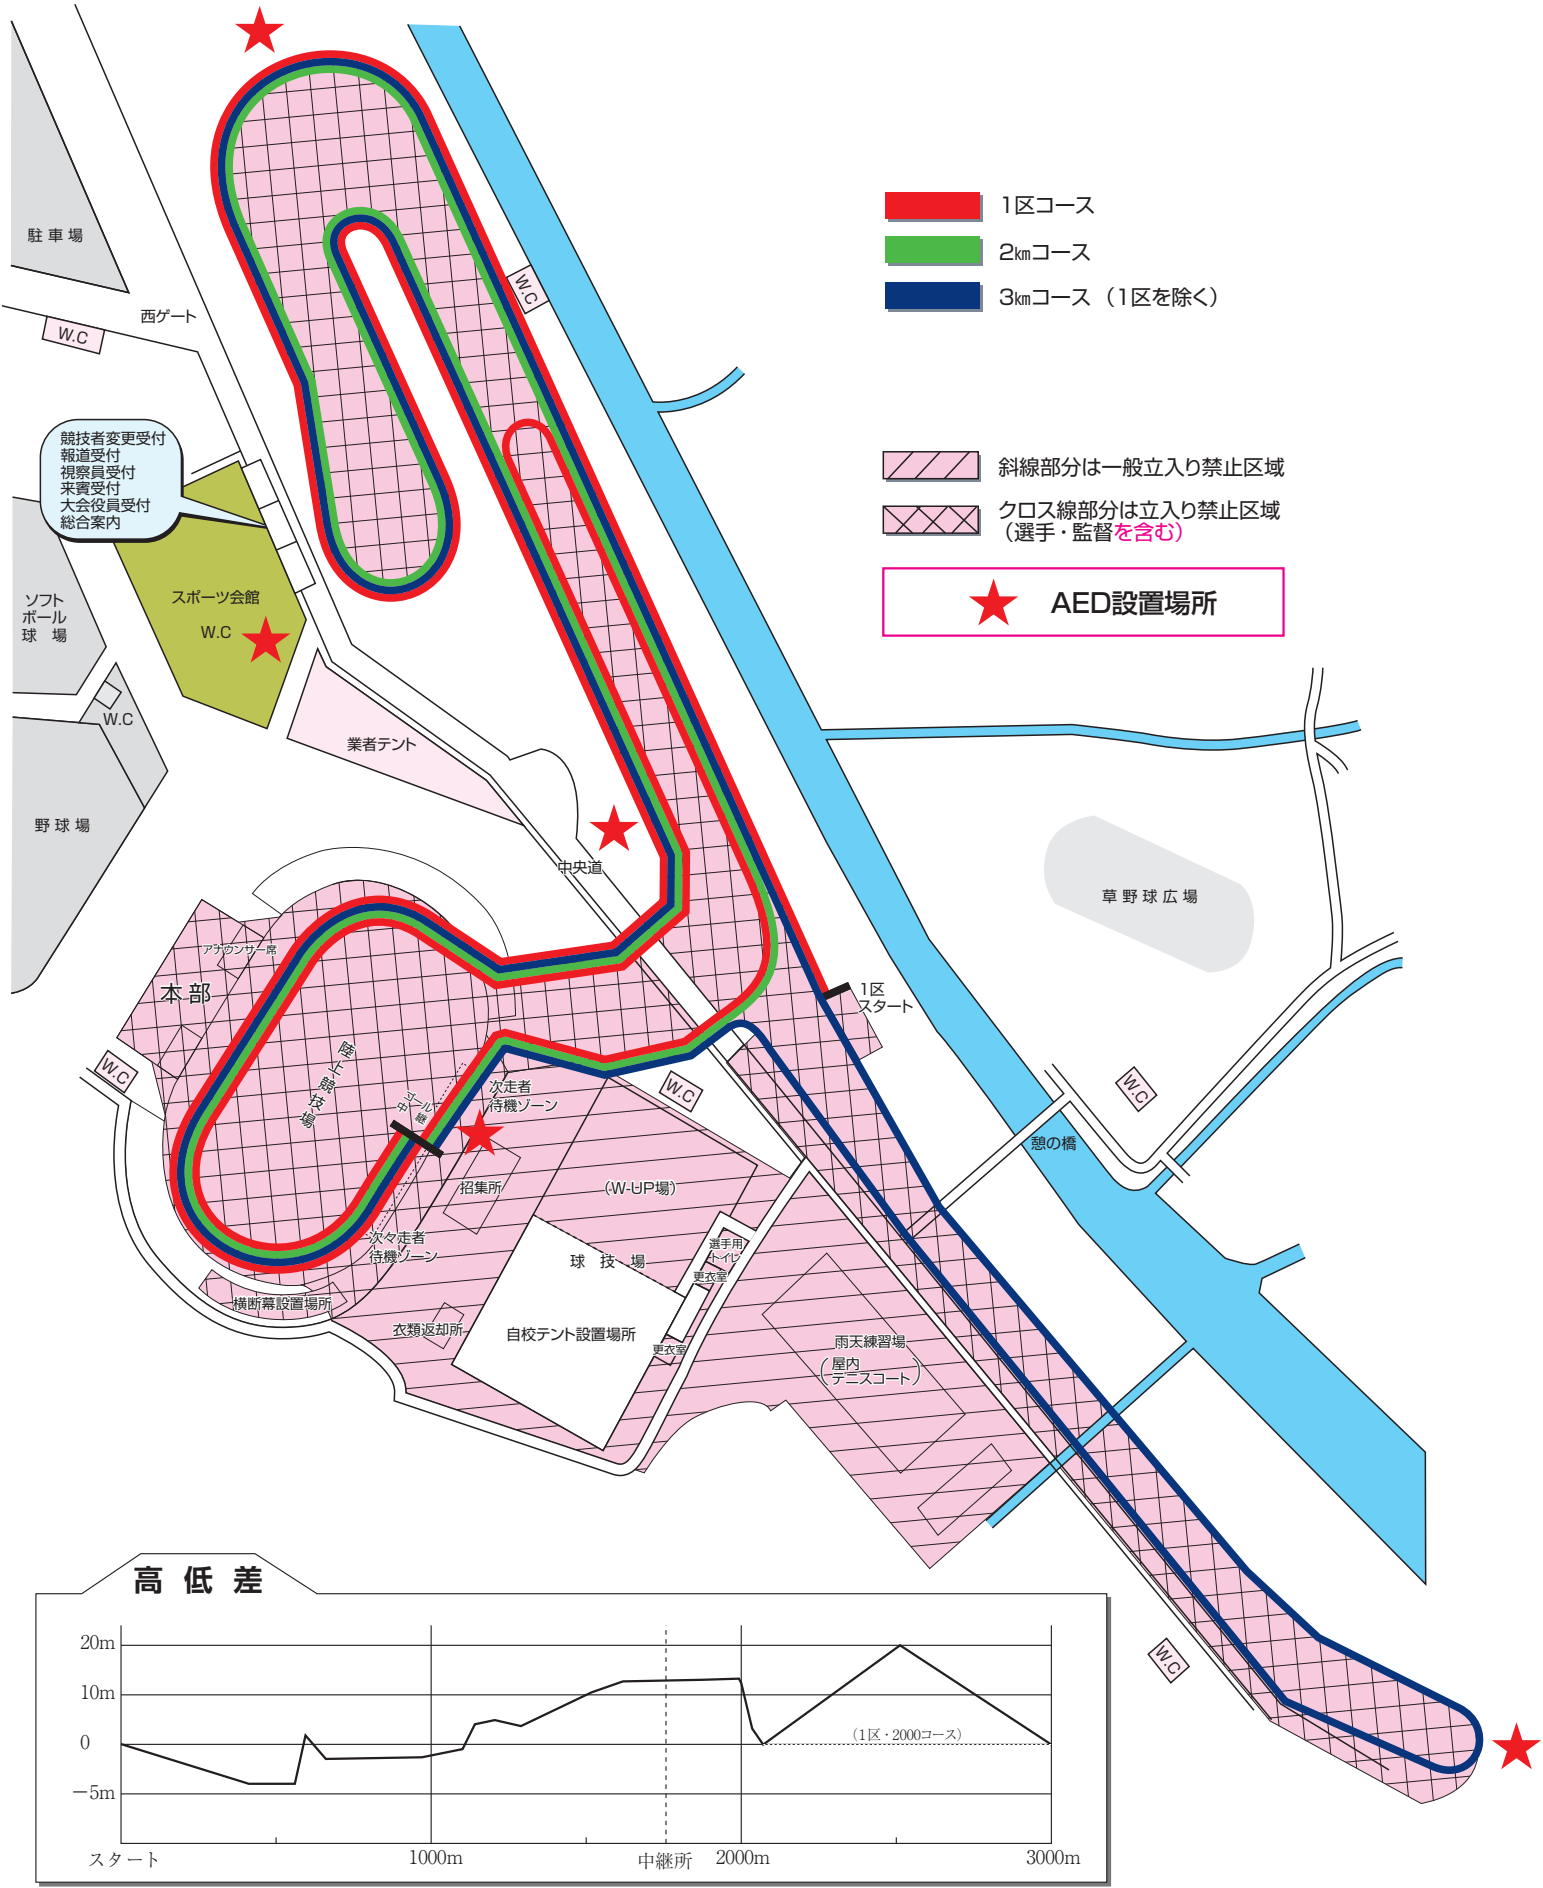 1区コース
2㎞コース
3㎞コース（1区を除く）
斜線部分は一般立入り禁止区域
クロス線部分は立入り禁止区域
（選手・監督を含む）
AED設置場所
駐車場
W.C
西ゲート
W.C
競技者変更受付
報道受付
視察員受付
来賓受付
大会役員受付
総合案内
スポーツ会館
W.C
ソフト
ボール
球　場
W.C
業者テント
野球場
中央道
草野球広場
アナウンサー席
本部
1区
スタート
W.C
陸上競技場
ゴール
中継
次走者
待機ゾーン
W.C
W.C
憩の橋
招集所
（W-UP場）
次々走者
待機ゾーン
選手用
トイレ
球　技　場
更衣室
横断幕設置場所
衣類返却所
自校テント設置場所
更衣室
雨天練習場
（屋内
テニスコート）
W.C
高低差
20m
10m
0
－5m
（1区・2000コース）
スタート
1000m
中継所
2000m
3000m